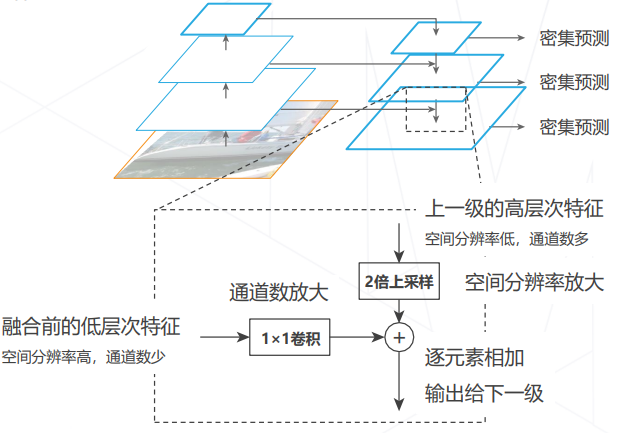 密集预测
密集预测
密集预测
上一级的高层次特征
空间分辨率低，通道数多
2倍上采样
空间分辨率放大
通道数放大
融合前的低层次特征
空间分辨率高，通道数少
1×1卷积
+
逐元素相加
输出给下一级